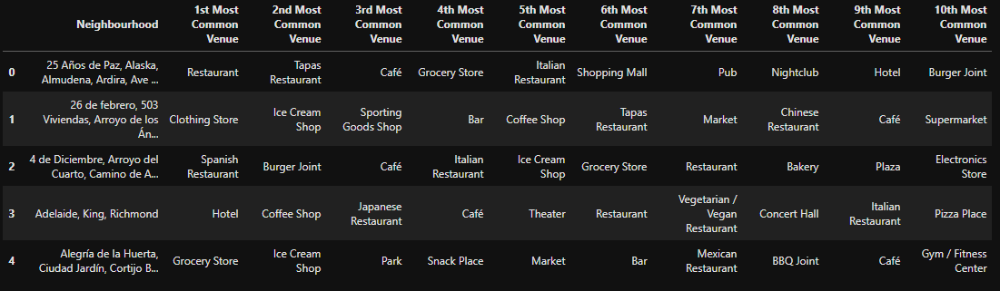 Neighbourhood 1st Most Common Venue 2nd Most Common Venue 3rd Most Common Venue 4th Most Common Venue 5th Most Common Venue 6th Most Common Venue 7th Most Common Venue 8th Most Common Venue 9th Most Common Venue 10th Most Common Venue
0 25 Años de Paz, Alaska, Almudena, Ardira, Ave ... Restaurant Tapas Restaurant Café Grocery Store Italian Restaurant Shopping Mall Pub Nightclub Hotel Burger Joint
1 26 de febrero, 503 Viviendas, Arroyo de los Án... Clothing Store Ice Cream Shop Sporting Goods Shop Bar Coffee Shop Tapas Restaurant Market Chinese Restaurant Café Supermarket
2 4 de Diciembre, Arroyo del Cuarto, Camino de A... Spanish Restaurant Burger Joint Café Italian Restaurant Ice Cream Shop Grocery Store Restaurant Bakery Plaza Electronics Store
3 Adelaide, King, Richmond Hotel Coffee Shop Japanese Restaurant Café Theater Restaurant Vegetarian / Vegan Restaurant Concert Hall Italian Restaurant Pizza Place
4 Alegría de la Huerta, Ciudad Jardín, Cortijo B... Grocery Store Ice Cream Shop Park Snack Place Market Bar Mexican Restaurant BBQ Joint Café Gym / Fitness Center